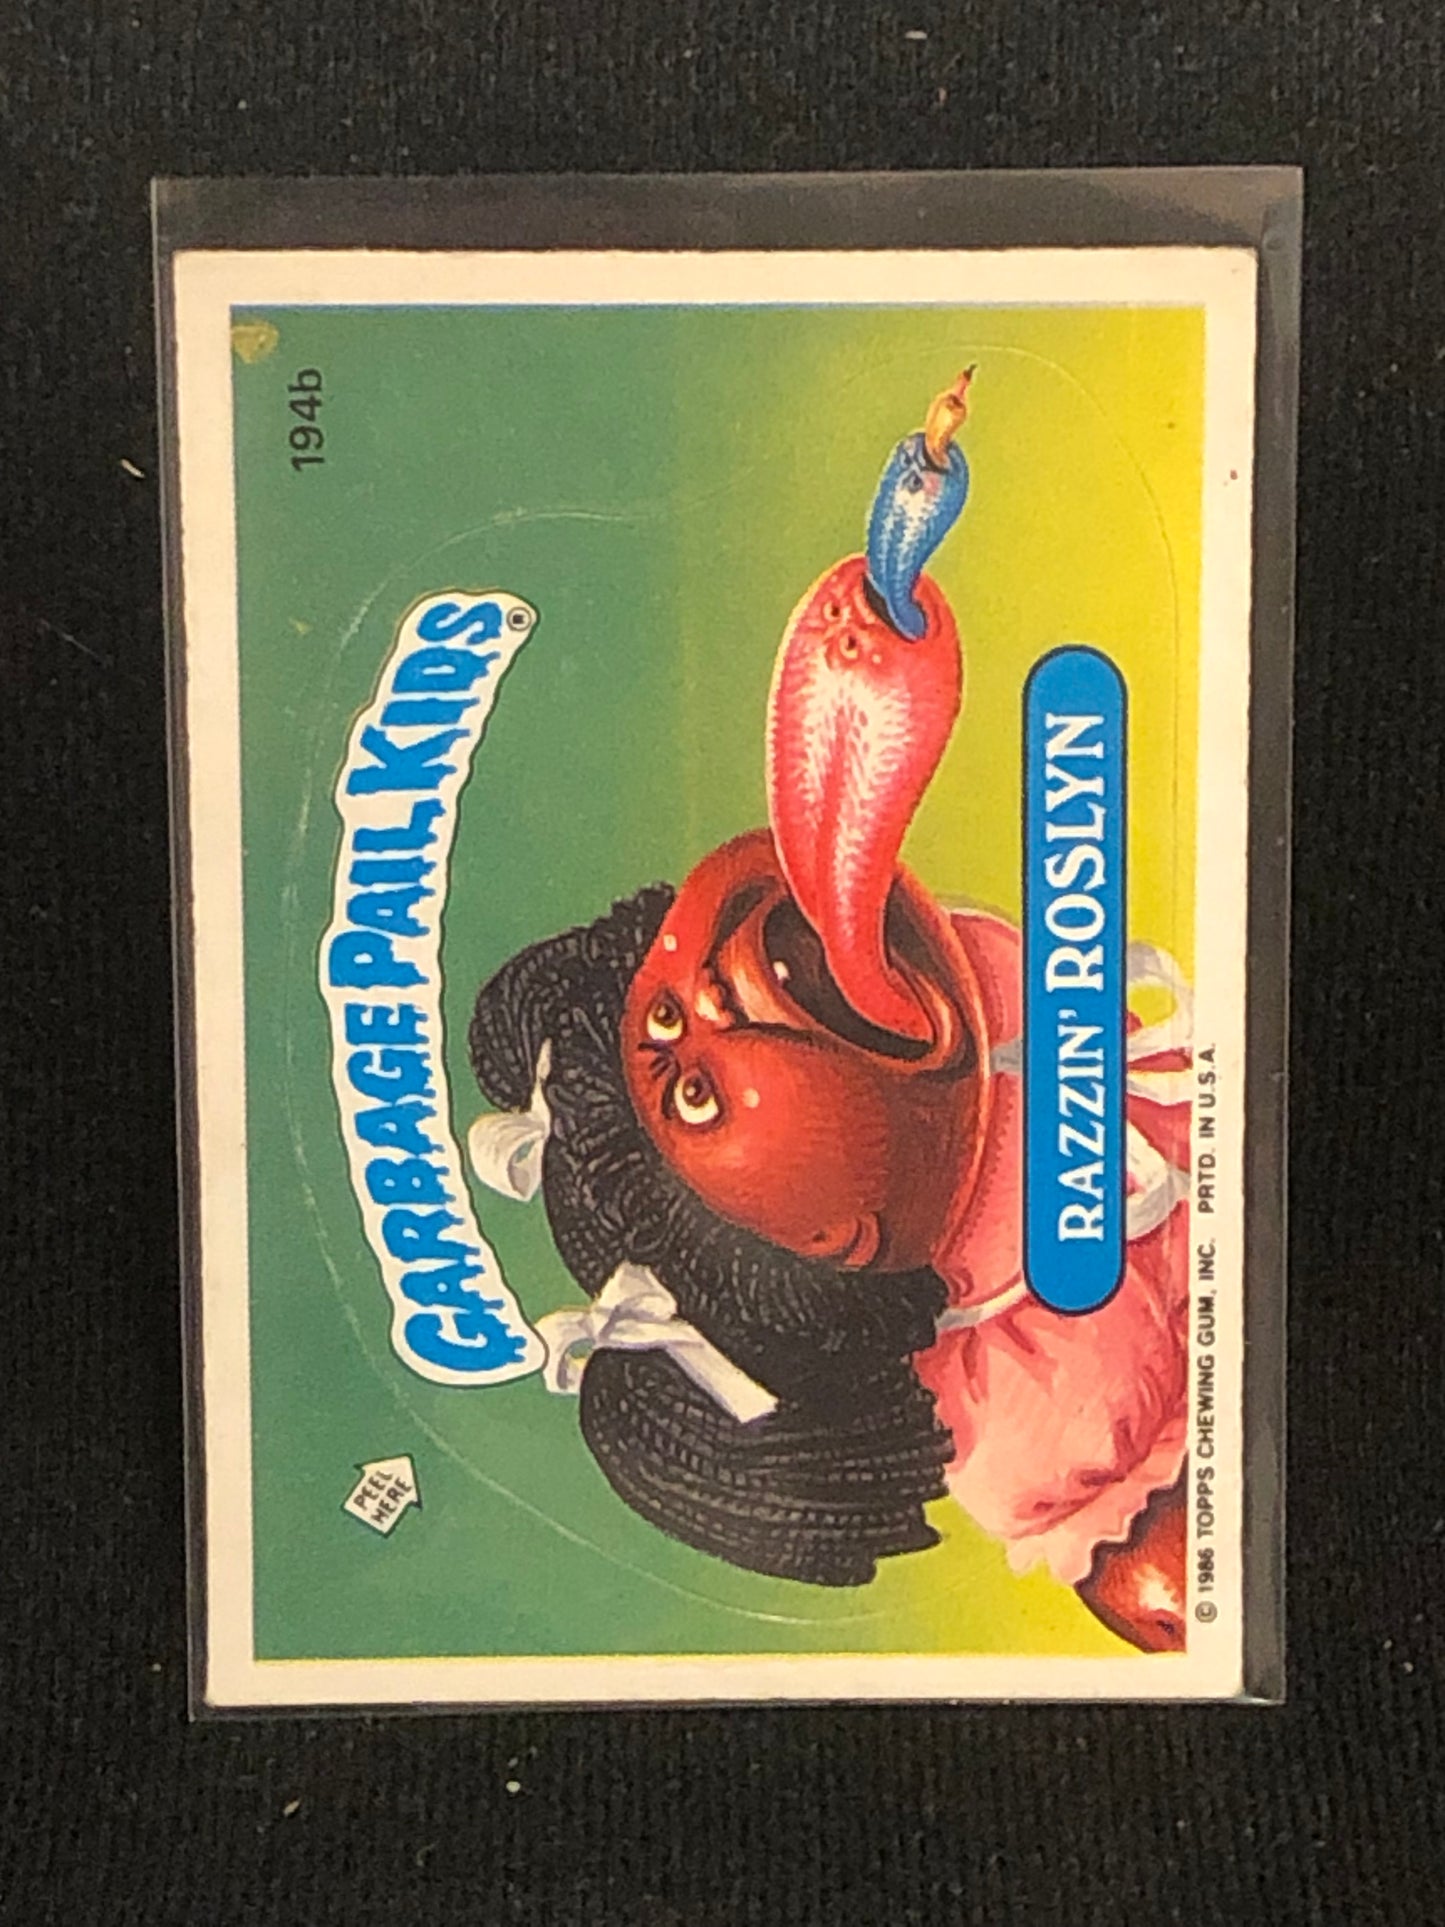 194b
GARBAGE PAIL KIDS®
PEEL
HERE
RAZZIN' ROSLYN
© 1986 TOPPS CHEWING GUM, INC. PRTD. IN U.S.A.